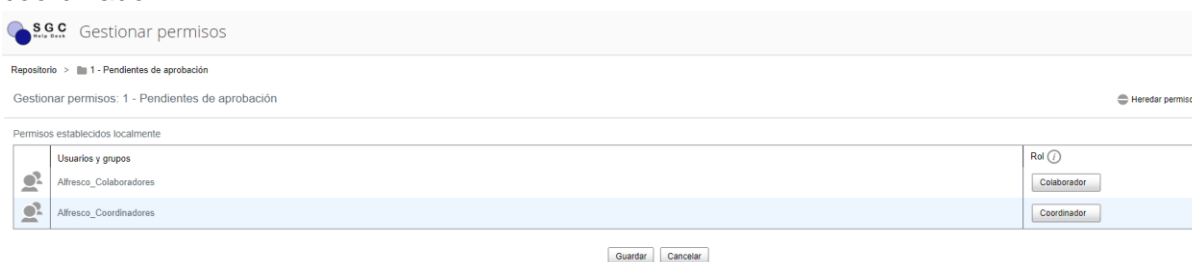 SGC Gestionar permisos
Help Desk
Repositorio > 1 - Pendientes de aprobación
Gestionar permisos: 1 - Pendientes de aprobación
Heredar permiso
Permisos establecidos localmente
Usuarios y grupos Rol i
Alfresco_Colaboradores Colaborador
Alfresco_Coordinadores Coordinador
Guardar Cancelar